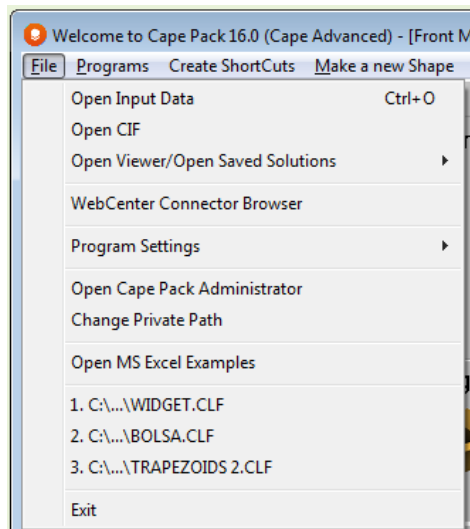 Welcome to Cape Pack 16.0 (Cape Advanced) - [Front M
File Programs Create ShortCuts Make a new Shape
Open Input Data Ctrl+O
Open CIF
Open Viewer/Open Saved Solutions
WebCenter Connector Browser
Program Settings
Open Cape Pack Administrator
Change Private Path
Open MS Excel Examples
1. C:\...\WIDGET.CLF
2. C:\...\BOLSA.CLF
3. C:\...\TRAPEZOIDS 2.CLF
Exit